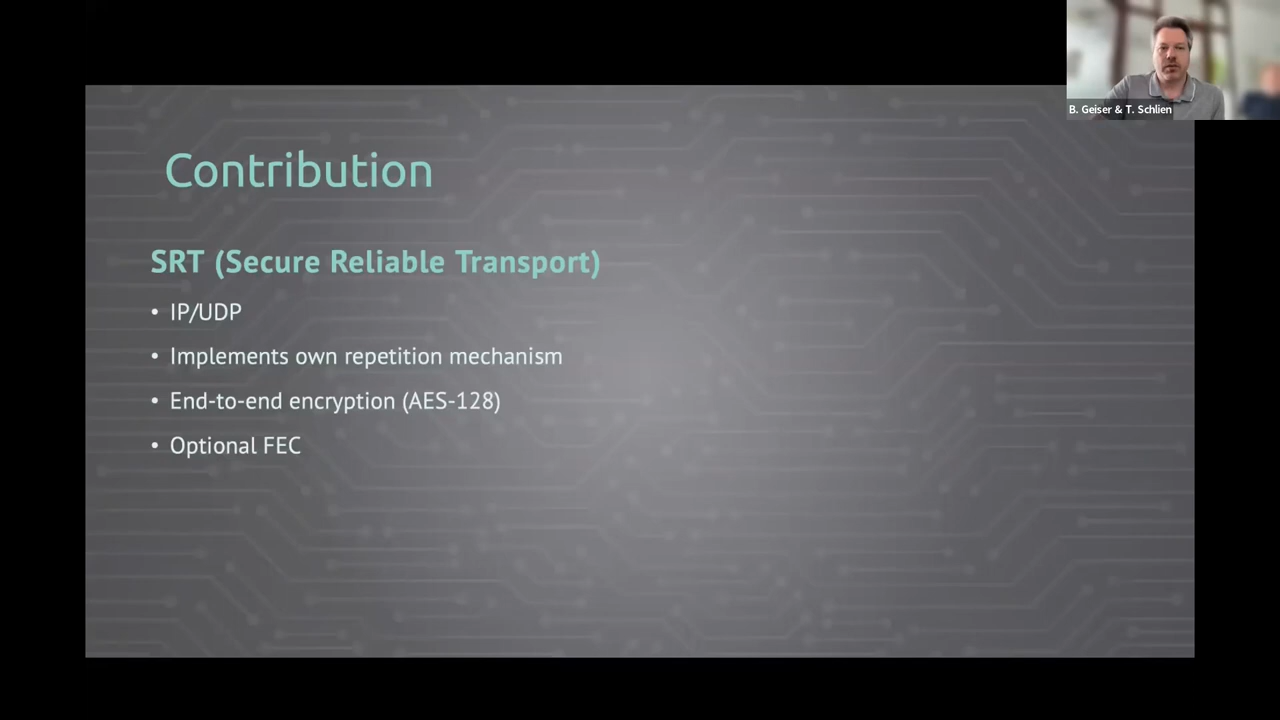 B. Geiser & T. Schlien
Contribution
SRT (Secure Reliable Transport)
• IP/UDP
• Implements own repetition mechanism
• End-to-end encryption (AES-128)
• Optional FEC